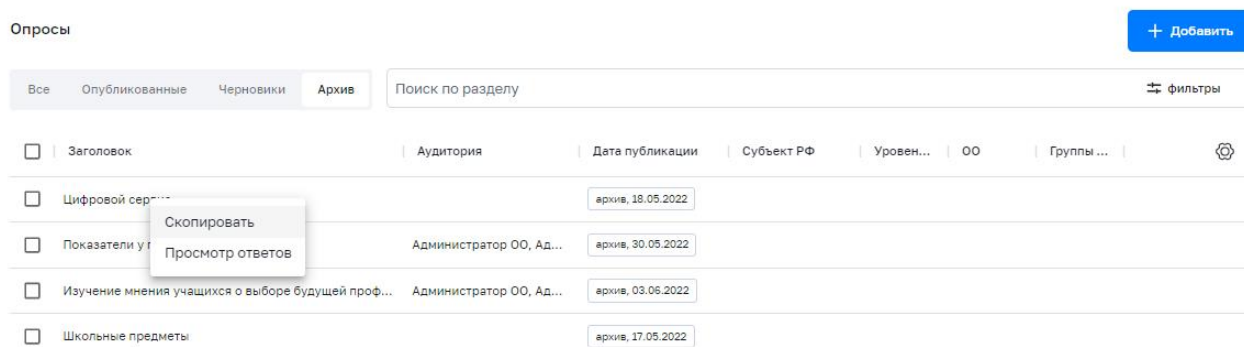 Опросы
+ Добавить
Все Опубликованные Черновики Архив Поиск по разделу фильтры
Заголовок Аудитория Дата публикации Субъект РФ Уровен... ОО Группы ...
Цифровой архив, 18.05.2022
Скопировать
Показатели у Администратор ОО, Ад... архив, 30.05.2022
Просмотр ответов
Изучение мнения учащихся о выборе будущей проф... Администратор ОО, Ад... архив, 03.06.2022
Школьные предметы архив, 17.05.2022